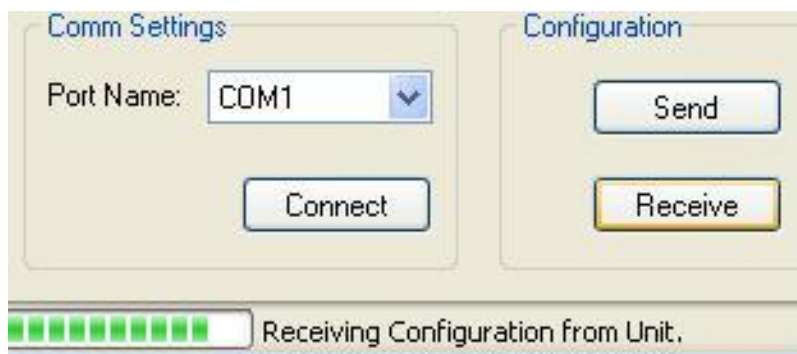 Comm Settings
Port Name: COM1
Connect
Configuration
Send
Receive
Receiving Configuration from Unit.